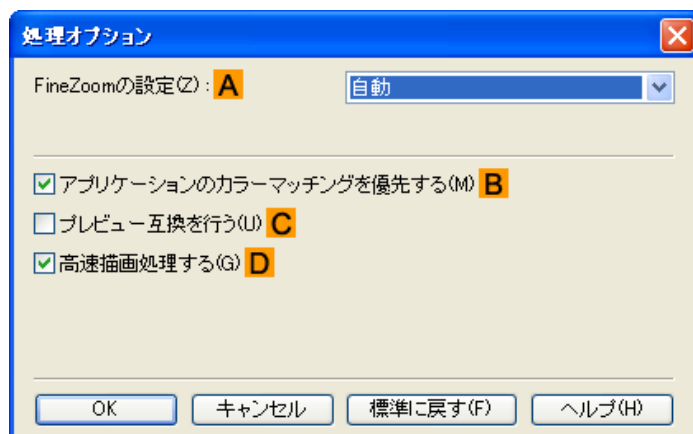 処理オプション
FineZoomの設定(Z): A 自動
アプリケーションのカラーマッチングを優先する(M) B
プレビュー互換を行う(U) C
高速描画処理する(G) D
OK キャンセル 標準に戻す(F) ヘルプ(H)